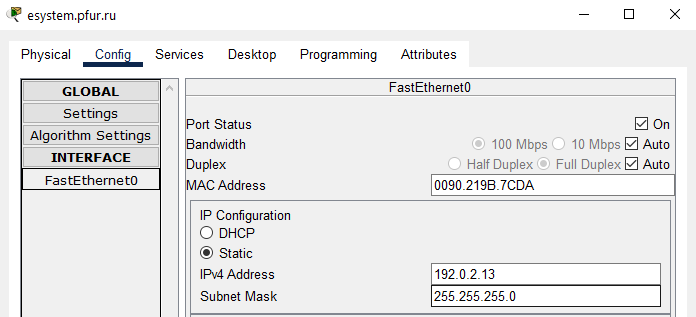 esystem.pfur.ru
Physical Config Services Desktop Programming Attributes
GLOBAL
Settings
Algorithm Settings
INTERFACE
FastEthernet0
FastEthernet0
Port Status On
Bandwidth 100 Mbps 10 Mbps Auto
Duplex Half Duplex Full Duplex Auto
MAC Address 0090.219B.7CDA
IP Configuration
DHCP
Static
IPv4 Address 192.0.2.13
Subnet Mask 255.255.255.0